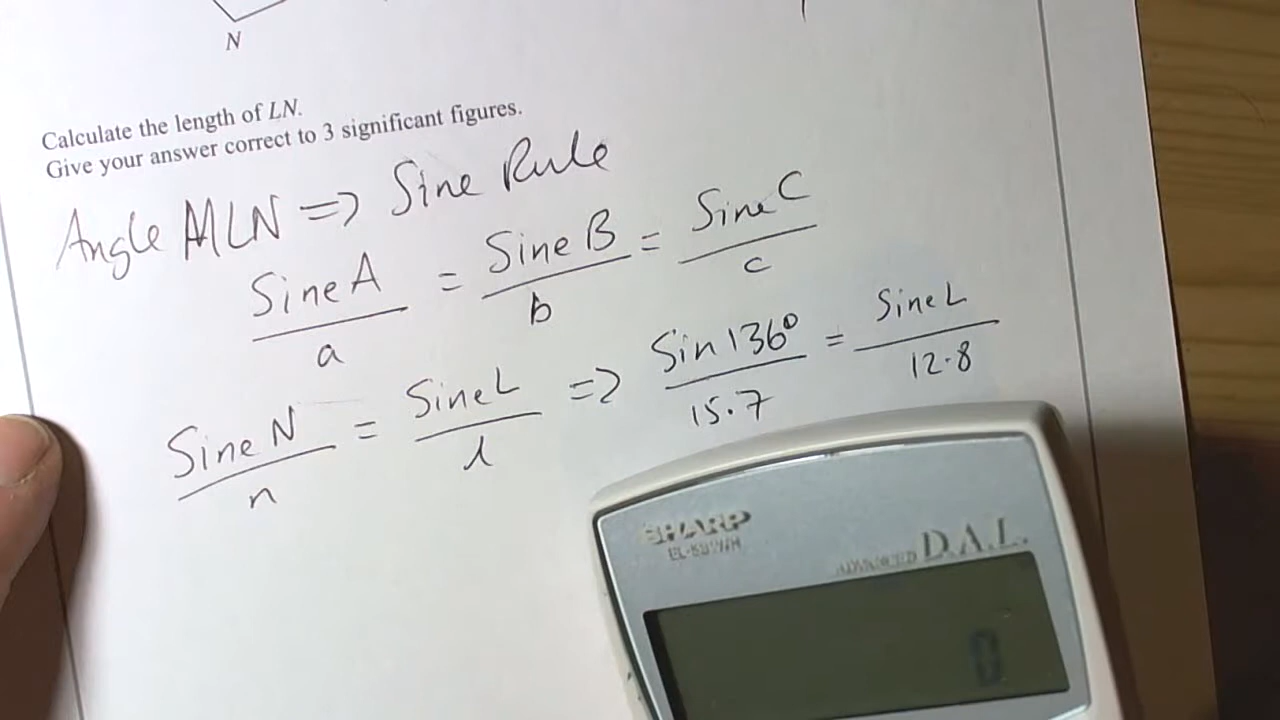 N
Calculate the length of LN.
Give your answer correct to 3 significant figures.
Angle MLN => Sine Rule
Sine A / a = Sine B / b = Sine C / c
Sine N / n = Sine L / l => Sin 136° / 15.7 = Sine L / 12.8
SHARP
ADVANCED D.A.L.
0